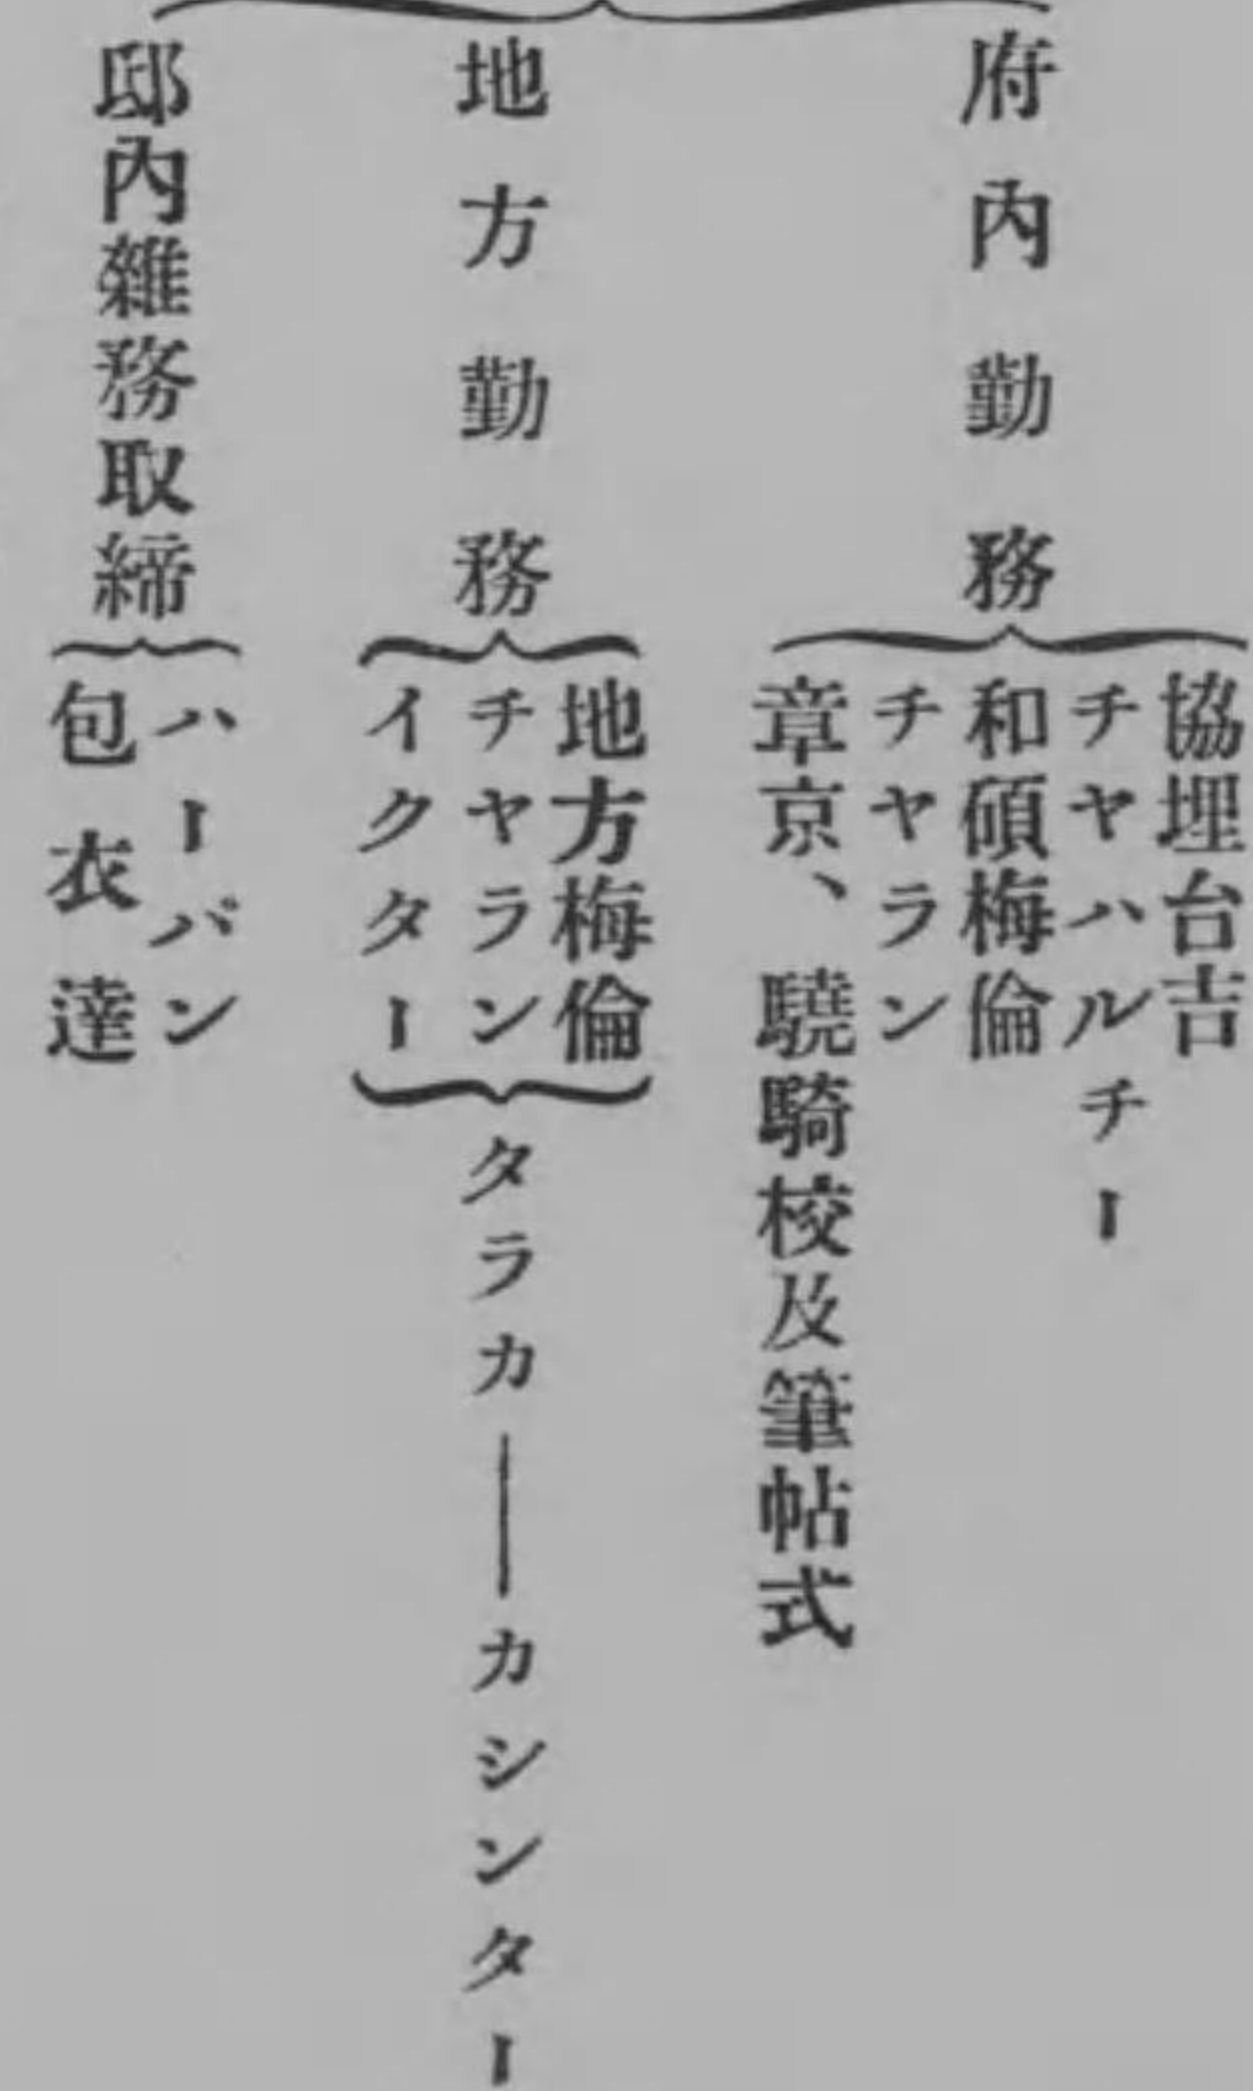 府內勤務
協埋台吉
チヤハルチー
和碩梅倫
チヤラン
章京、驍騎校及筆帖式
地方勤務
地方梅倫
チヤラン
イクター
タラカ――カシンター
邸內雜務取締
ハーバン
包衣達